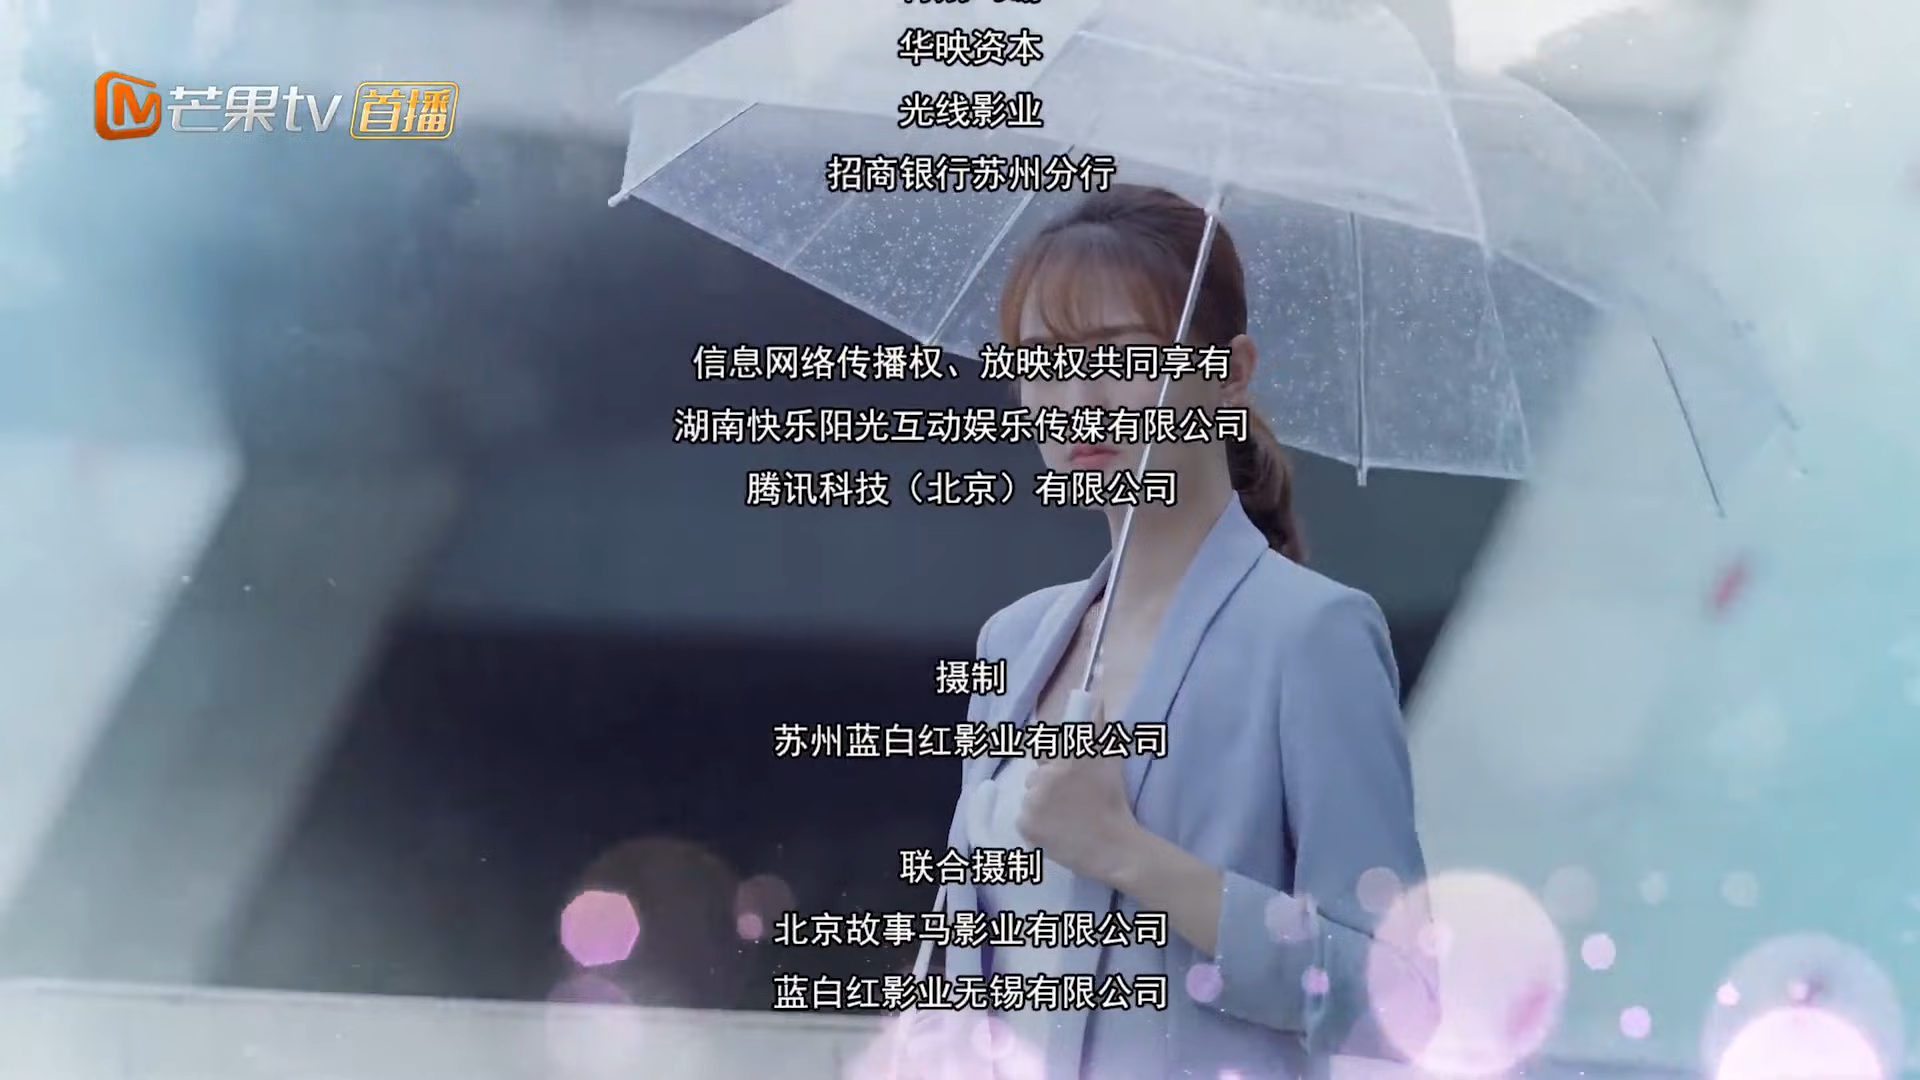 华映资本
芒果tv 首播
光线影业
招商银行苏州分行
信息网络传播权、放映权共同享有
湖南快乐阳光互动娱乐传媒有限公司
腾讯科技（北京）有限公司
摄制
苏州蓝白红影业有限公司
联合摄制
北京故事马影业有限公司
蓝白红影业无锡有限公司